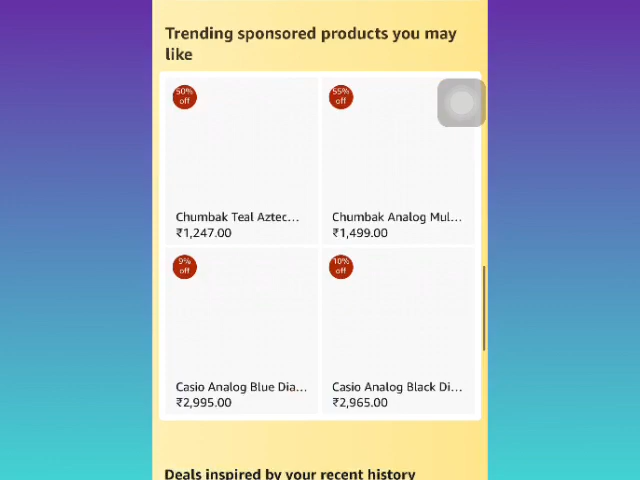 Trending sponsored products you may
like
50%
off
55%
off
Chumbak Teal Aztec...
Chumbak Analog Mul...
₹1,247.00
₹1,499.00
9%
off
10%
off
Casio Analog Blue Dia...
Casio Analog Black Di...
₹2,995.00
₹2,965.00
Deals inspired by your recent history